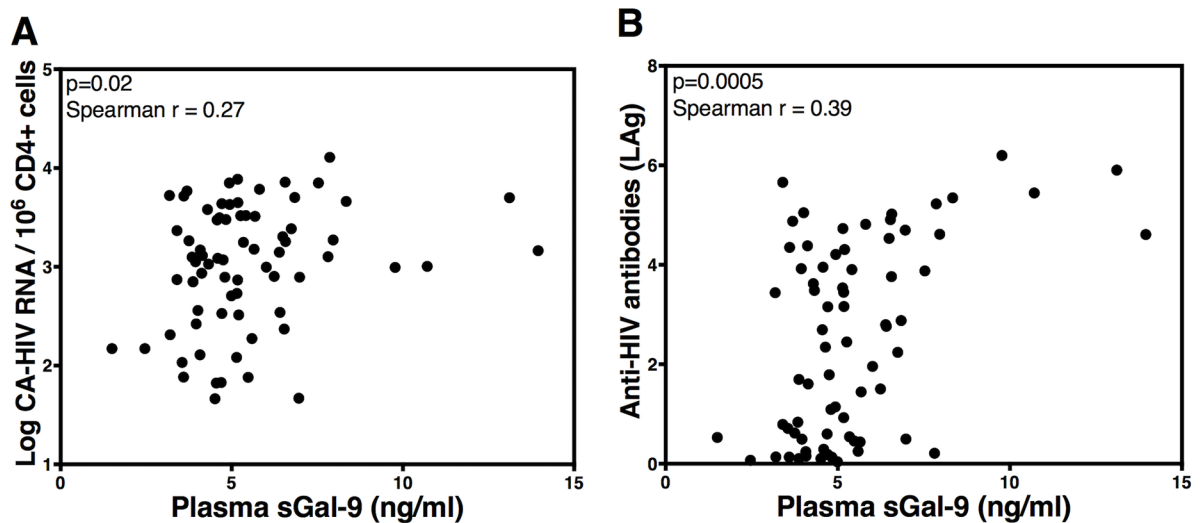 A
p=0.02
Spearman r = 0.27
Log CA-HIV RNA / 10⁶ CD4+ cells
5
4
3
2
1
0
5
10
15
Plasma sGal-9 (ng/ml)
B
p=0.0005
Spearman r = 0.39
Anti-HIV antibodies (LAg)
8
6
4
2
0
0
5
10
15
Plasma sGal-9 (ng/ml)